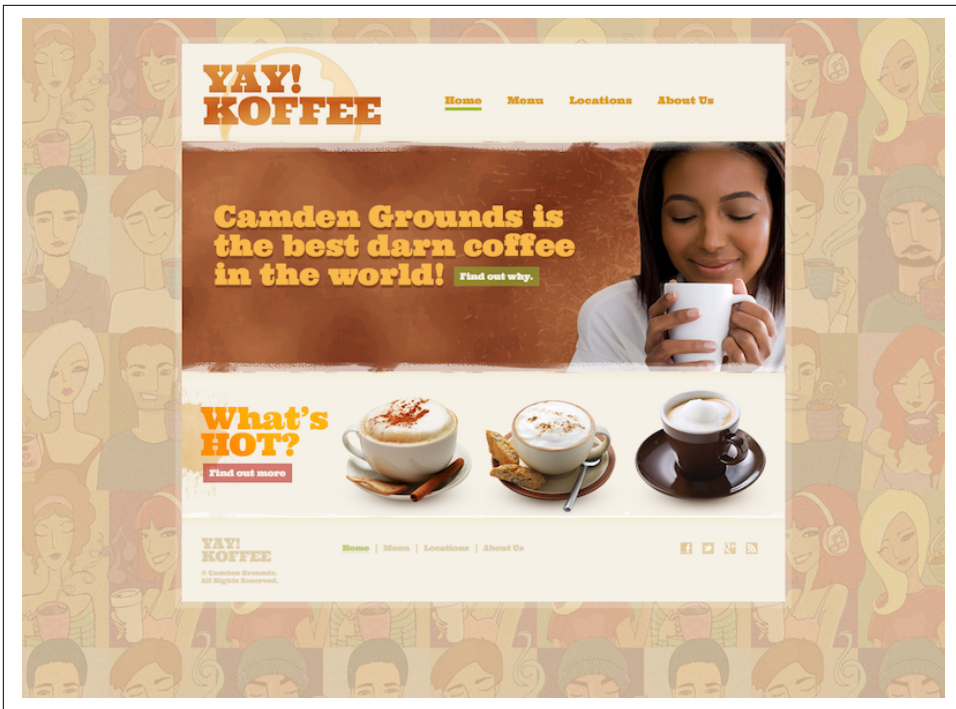 YAY!
KOFFEE
Home Menu Locations About Us
Camden Grounds is
the best darn coffee
in the world! Find out why.
What's
HOT?
Find out more
YAY!
KOFFEE
Home | Menu | Locations | About Us
© Camden Grounds.
All Rights Reserved.